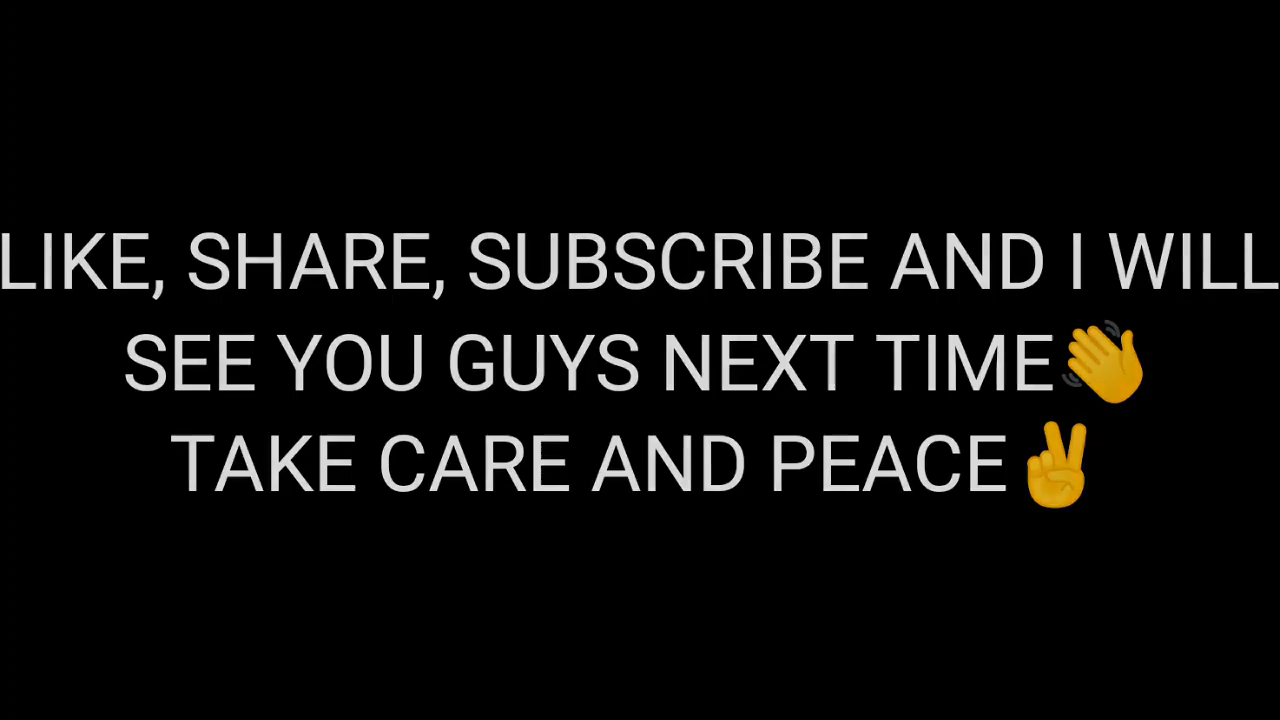 LIKE, SHARE, SUBSCRIBE AND I WILL
SEE YOU GUYS NEXT TIME👋
TAKE CARE AND PEACE✌